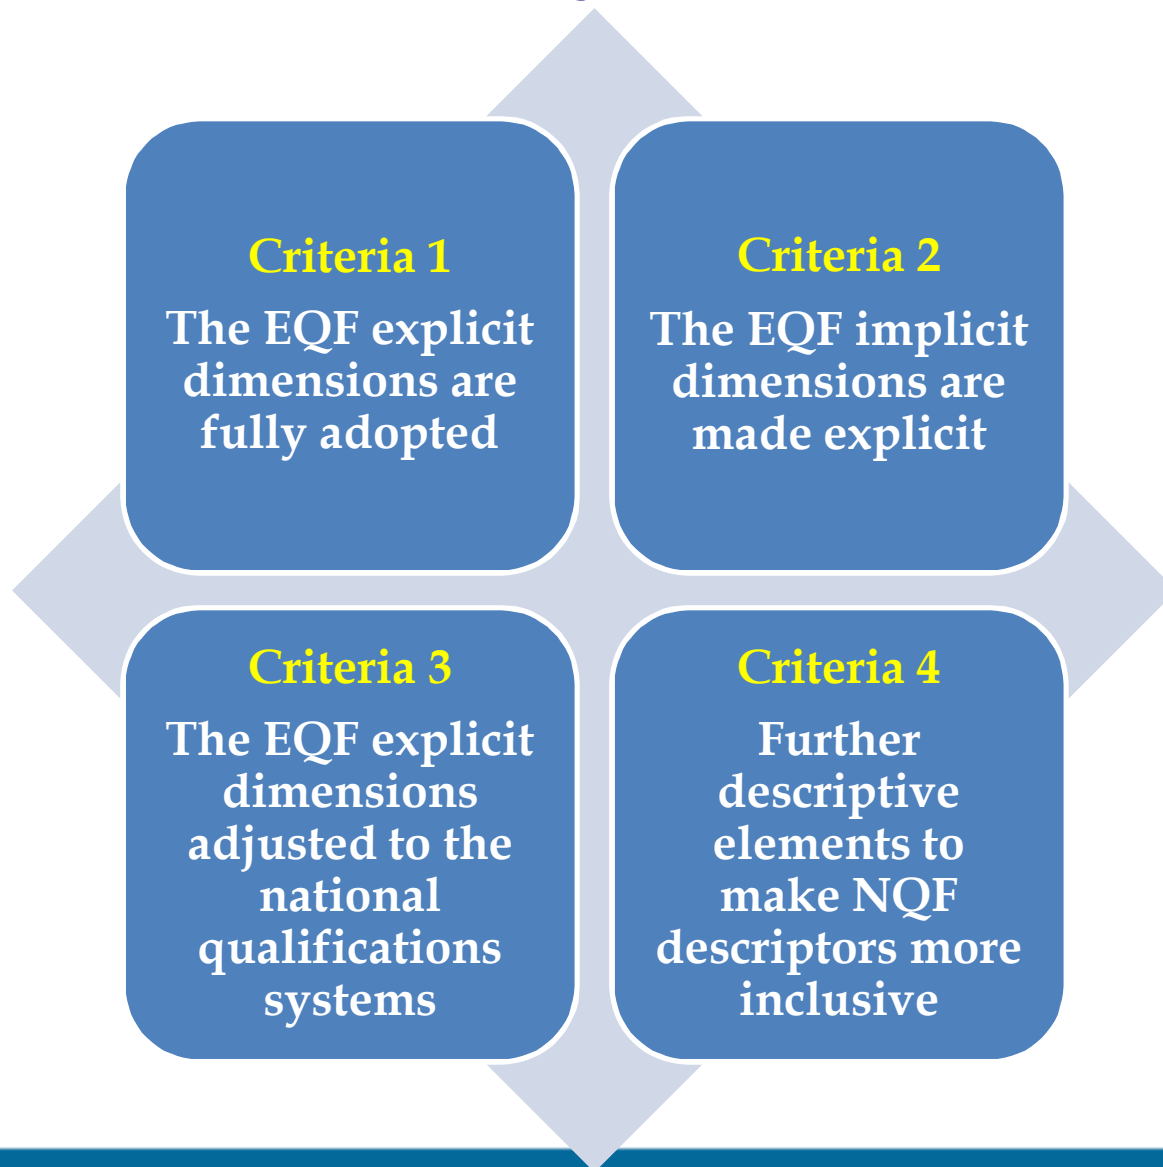 Criteria 1
The EQF explicit
dimensions are
fully adopted
Criteria 2
The EQF implicit
dimensions are
made explicit
Criteria 3
The EQF explicit
dimensions
adjusted to the
national
qualifications
systems
Criteria 4
Further
descriptive
elements to
make NQF
descriptors more
inclusive